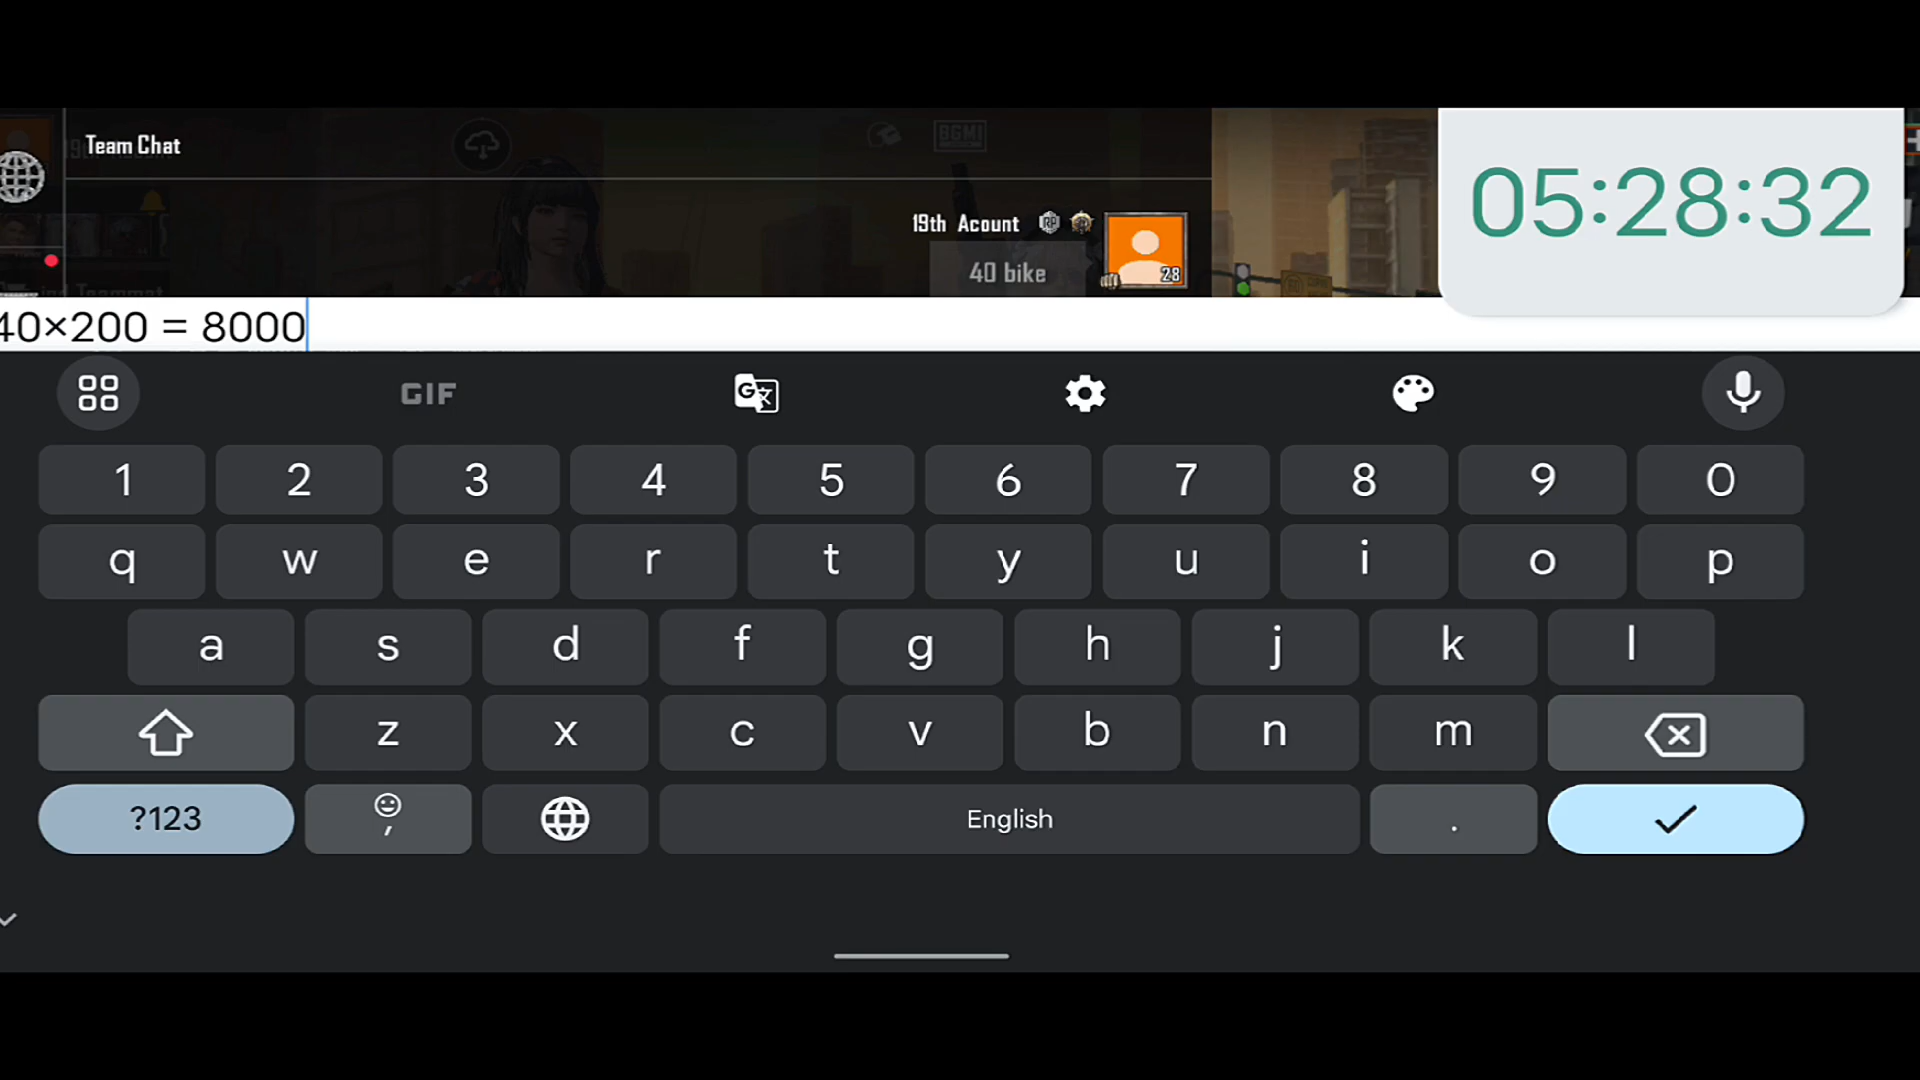 Team Chat
BGMI
05:28:32
19th Acount
40 bike
28
40×200 = 8000
GIF
1 2 3 4 5 6 7 8 9 0
q w e r t y u i o p
a s d f g h j k l
z x c v b n m
?123 , English .